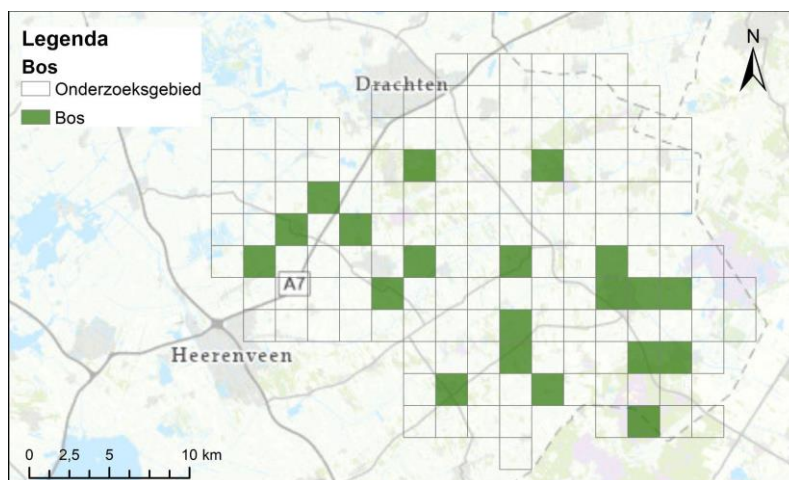 Legenda
Bos
Onderzoeksgebied
Bos
N
Drachten
A7
Heerenveen
0 2,5 5 10 km